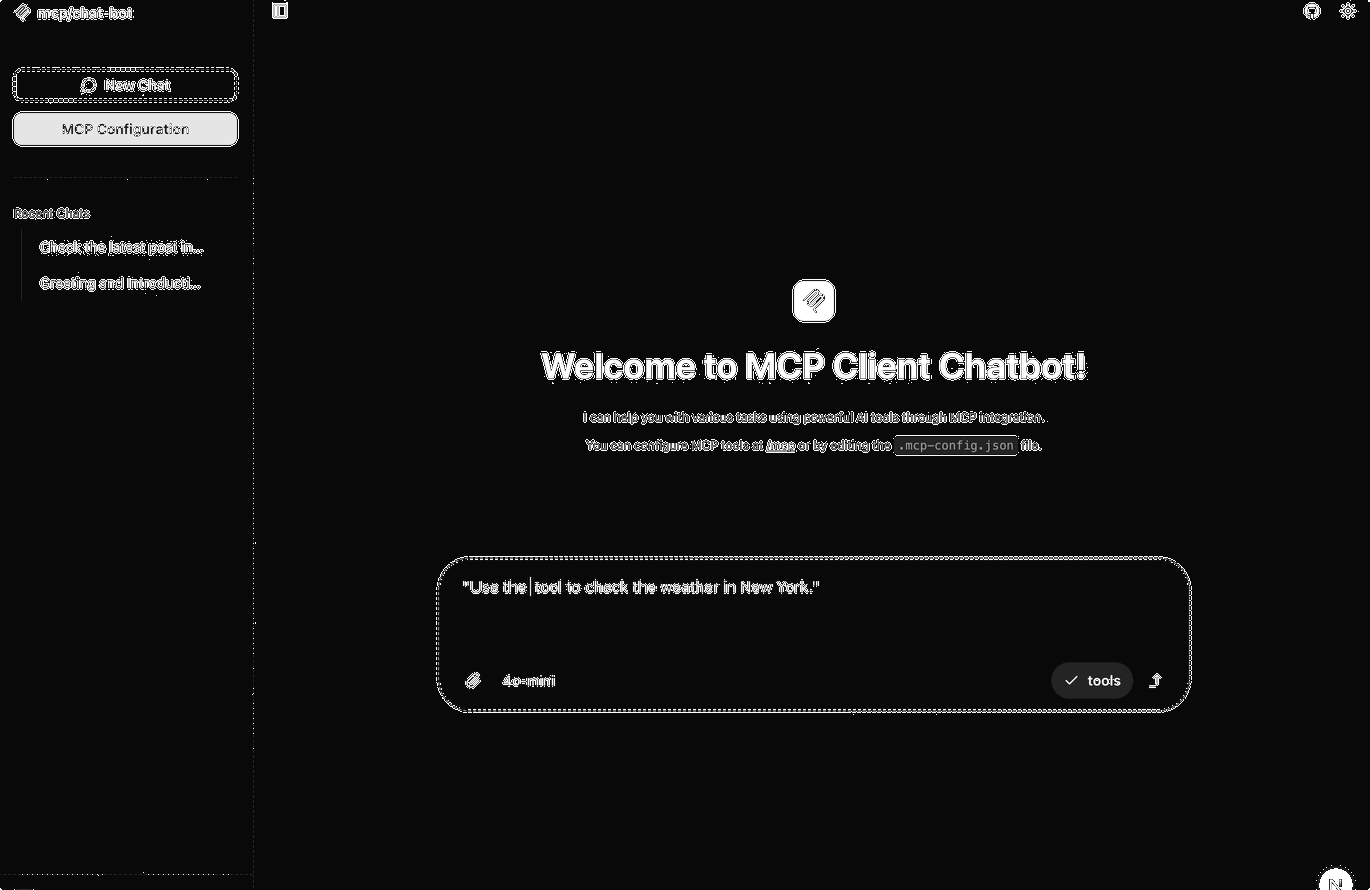 mcp/chat-bot
New Chat
MCP Configuration
Recent Chats
Check the latest post in...
Greeting and Introducti...
Welcome to MCP Client Chatbot!
I can help you with various tasks using powerful AI tools through MCP integration.
You can configure MCP tools at /mcp or by editing the .mcp-config.json file.
"Use the tool to check the weather in New York."
4o-mini
tools
N